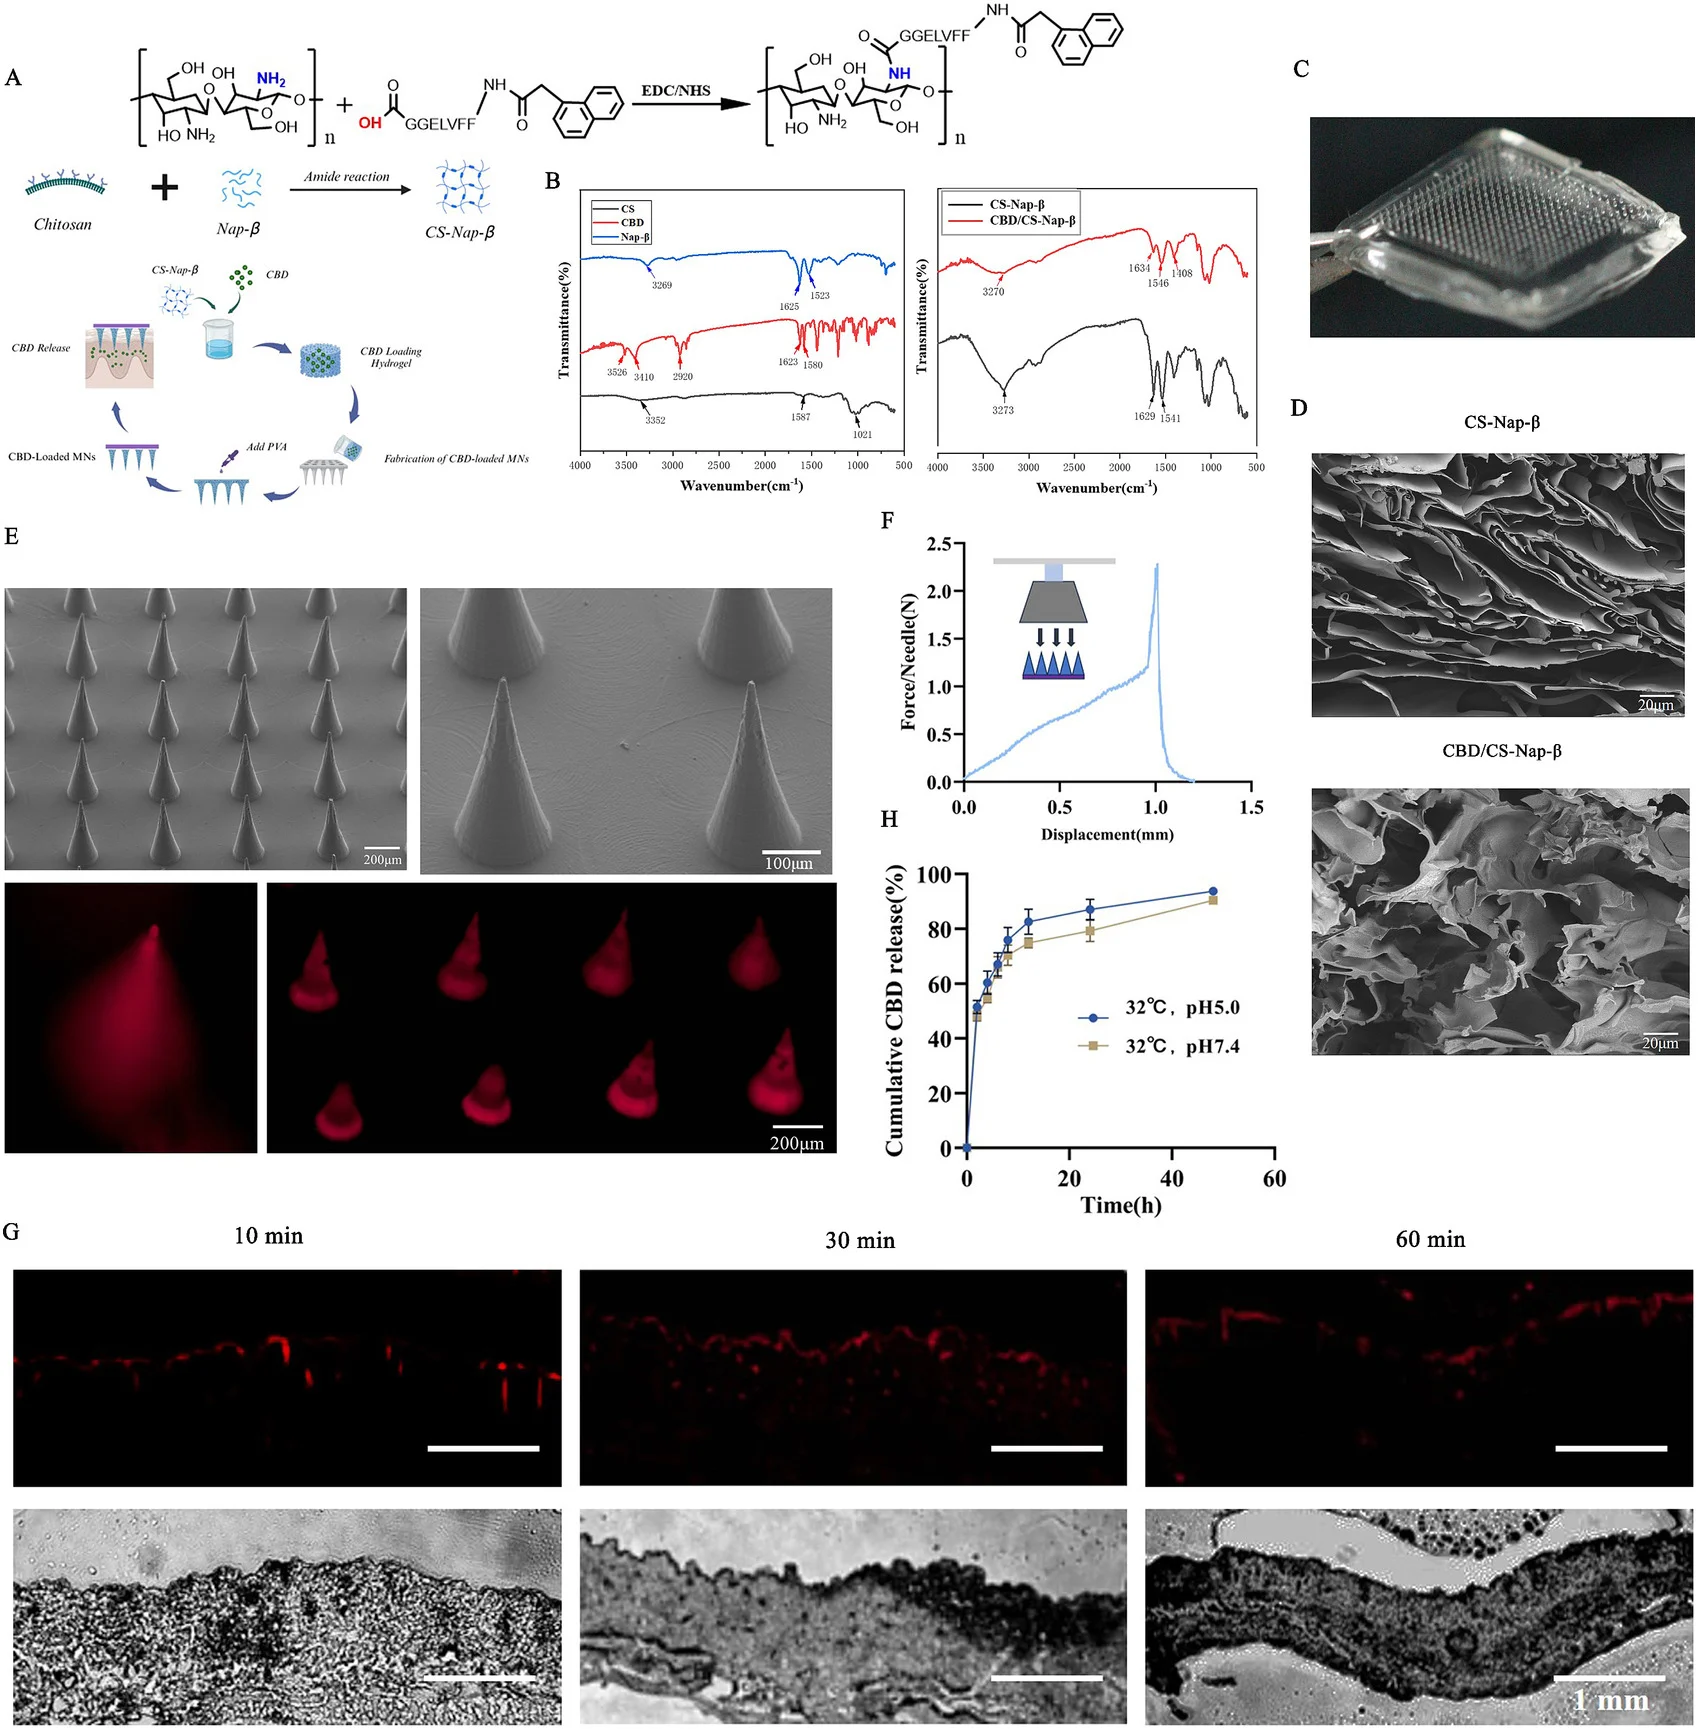 A
OH
OH
NH2
O
O
HO
NH2
O
OH
n
+
O
OH
GGELVFF
NH
O
EDC/NHS
O
GGELVFF
NH
O
OH
OH
NH
O
O
HO
NH2
O
OH
n
Chitosan
+
Nap-β
Amide reaction
CS-Nap-β
CS-Nap-β
CBD
CBD Release
CBD Loading
Hydrogel
CBD-Loaded MNs
Add PVA
Fabrication of CBD-loaded MNs
B
CS
CBD
Nap-β
3269
1625
1523
3526
3410
2920
1623
1580
3352
1587
1021
4000 3500 3000 2500 2000 1500 1000 500
Transmittance(%)
Wavenumber(cm-1)
CS-Nap-β
CBD/CS-Nap-β
3270
1634
1546
1408
3273
1629
1541
4000 3500 3000 2500 2000 1500 1000 500
Transmittance(%)
Wavenumber(cm-1)
C
D
CS-Nap-β
20μm
CBD/CS-Nap-β
20μm
E
200μm
100μm
200μm
F
2.5
2.0
1.5
1.0
0.5
0.0
0.0 0.5 1.0 1.5
Force/Needle(N)
Displacement(mm)
H
100
80
60
40
20
0
0 20 40 60
Cumulative CBD release(%)
Time(h)
32℃, pH5.0
32℃, pH7.4
G
10 min
30 min
60 min
1 mm